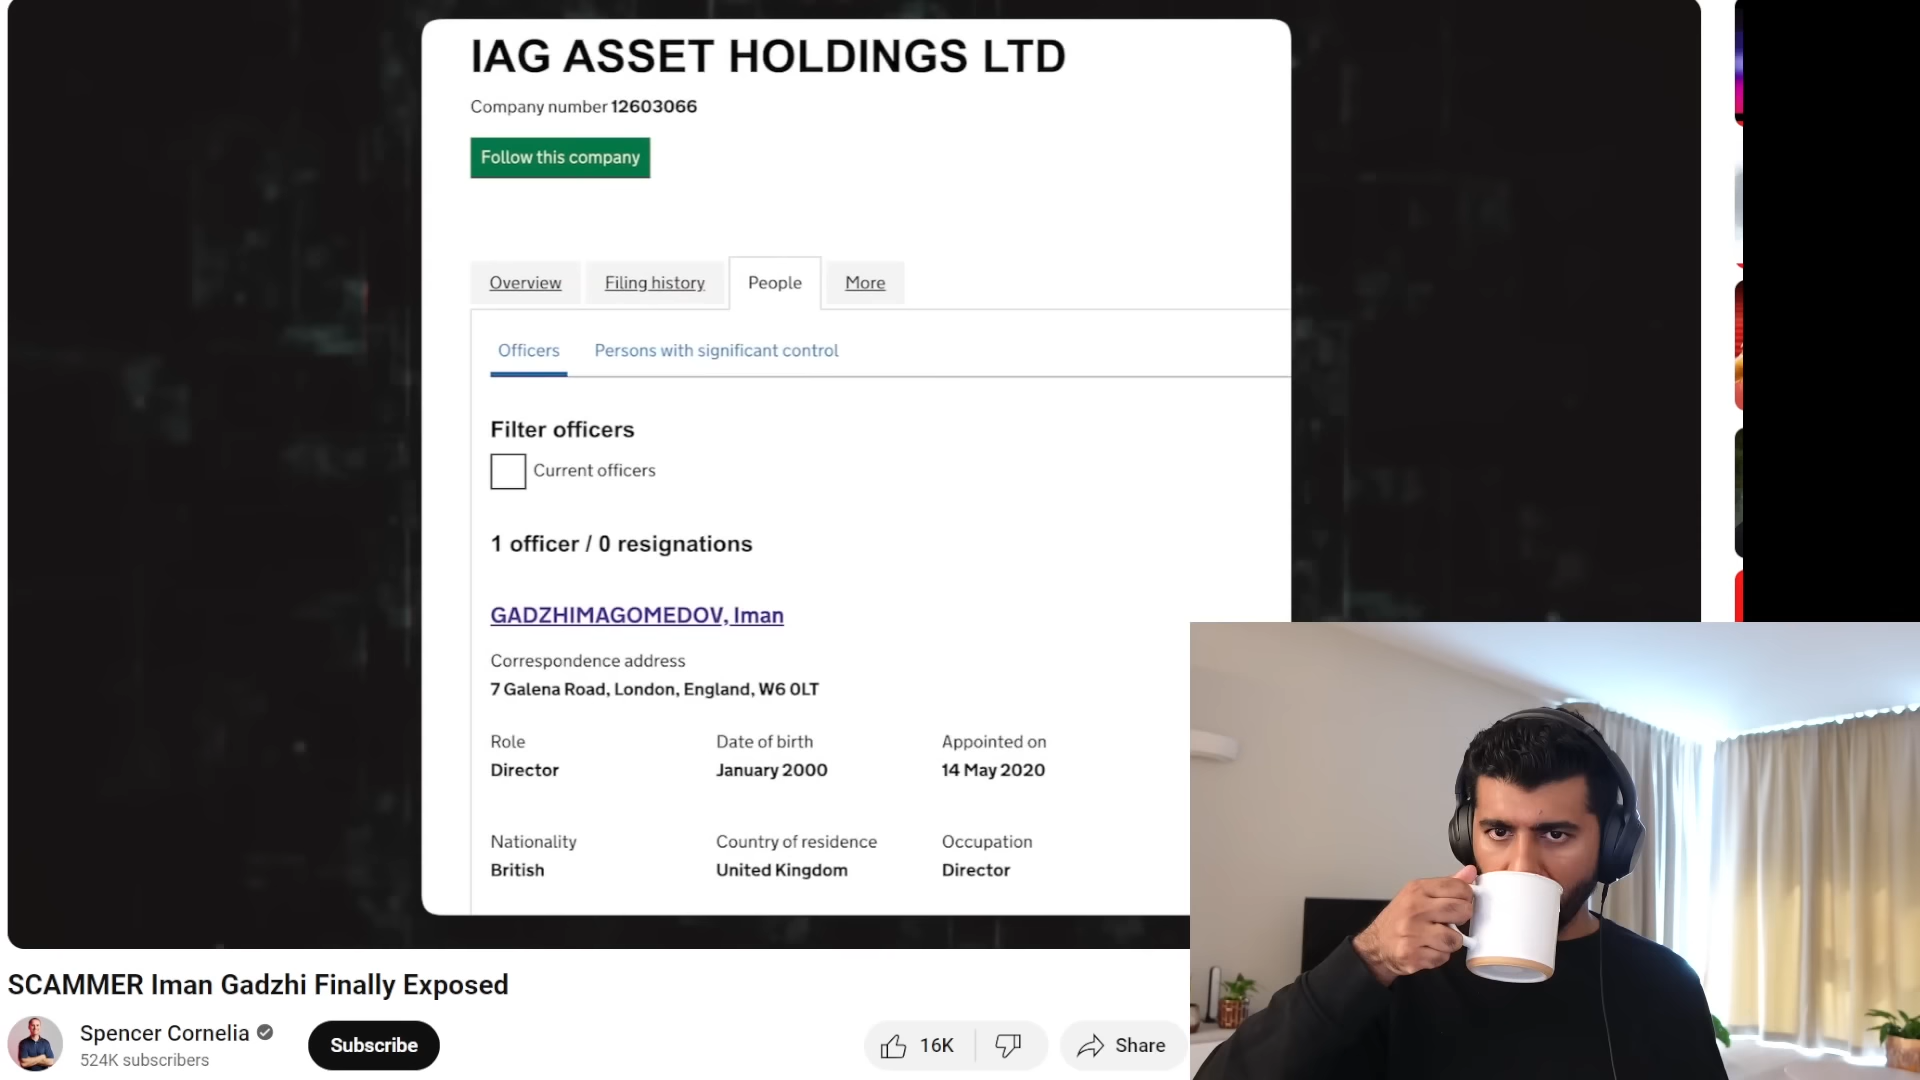 IAG ASSET HOLDINGS LTD
Company number 12603066
Follow this company
Overview
Filing history
People
More
Officers
Persons with significant control
Filter officers
Current officers
1 officer / 0 resignations
GADZHIMAGOMEDOV, Iman
Correspondence address
7 Galena Road, London, England, W6 0LT
Role
Date of birth
Appointed on
Director
January 2000
14 May 2020
Nationality
Country of residence
Occupation
British
United Kingdom
Director
SCAMMER Iman Gadzhi Finally Exposed
Spencer Cornelia
524K subscribers
Subscribe
16K
Share